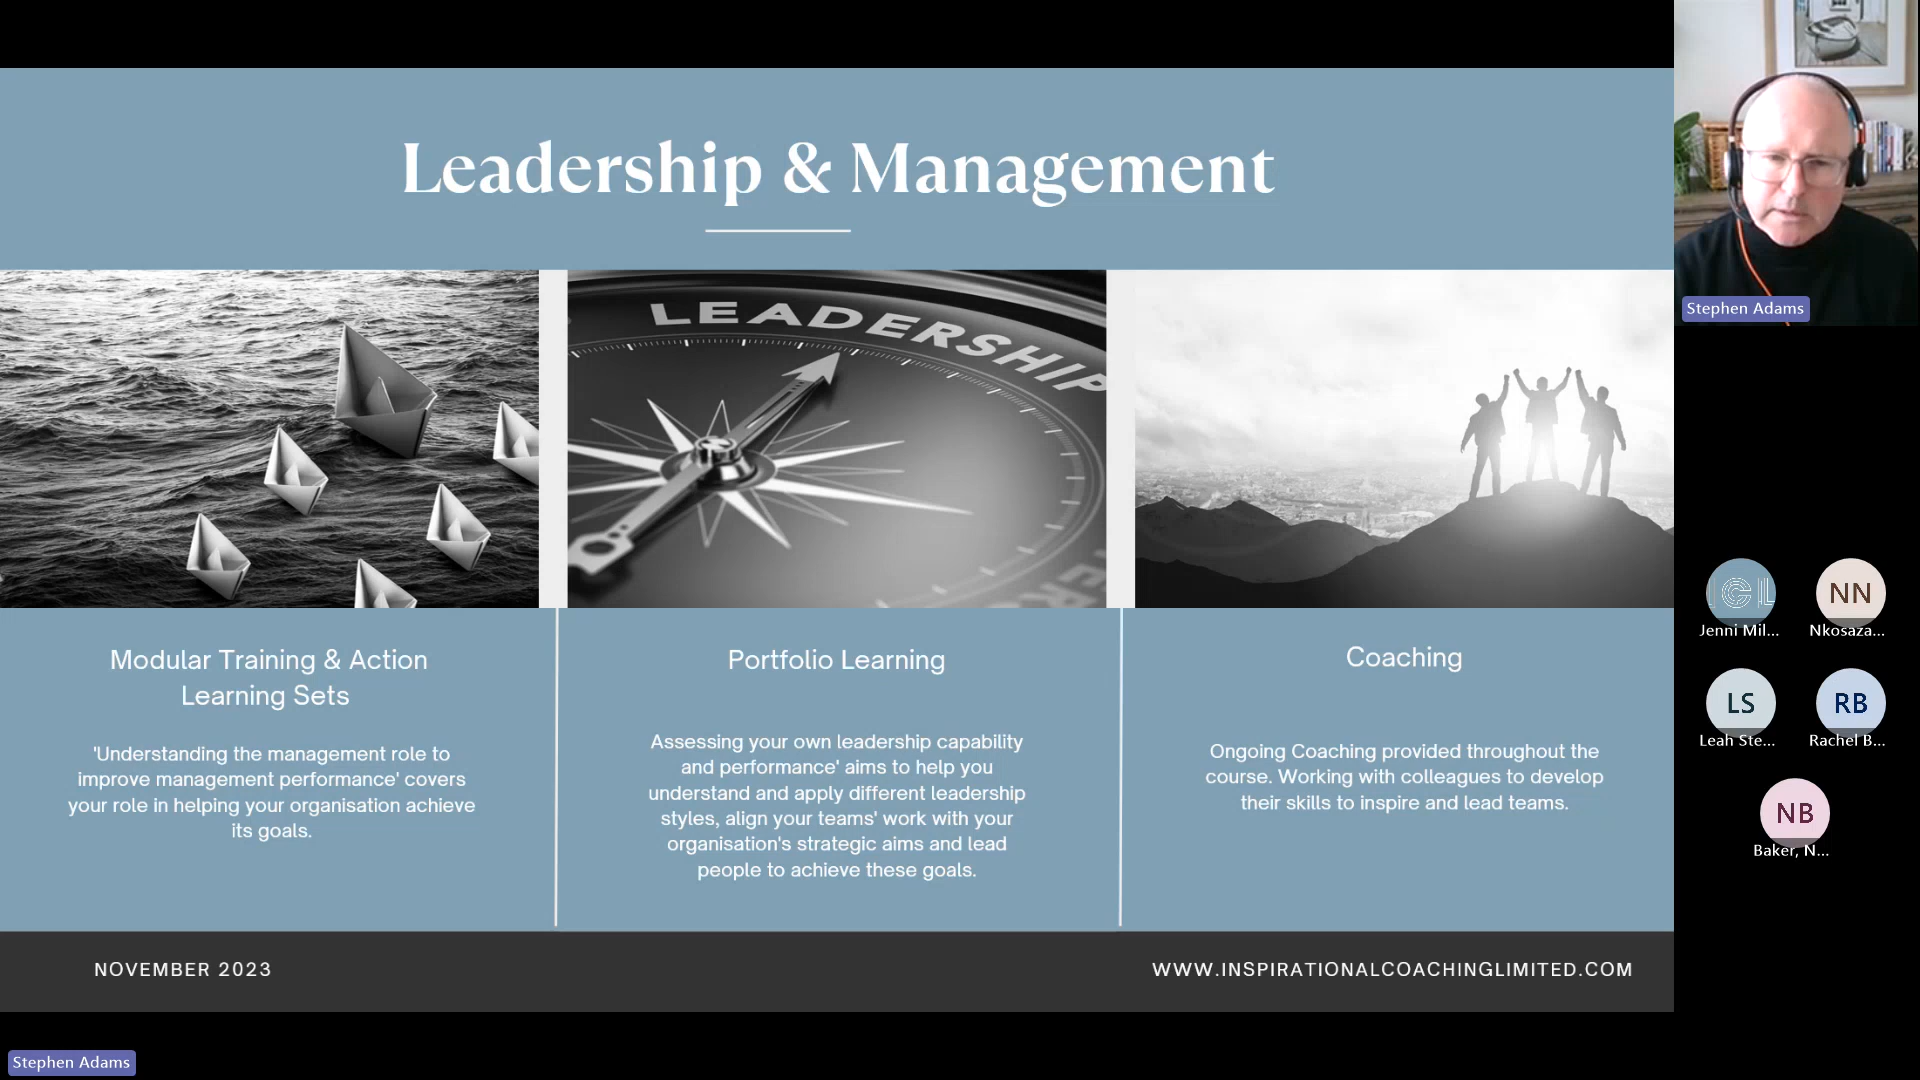 Leadership & Management
LEADERSHIP
Modular Training & Action
Learning Sets
'Understanding the management role to
improve management performance' covers
your role in helping your organisation achieve
its goals.
Portfolio Learning
Assessing your own leadership capability
and performance' aims to help you
understand and apply different leadership
styles, align your teams' work with your
organisation's strategic aims and lead
people to achieve these goals.
Coaching
Ongoing Coaching provided throughout the
course. Working with colleagues to develop
their skills to inspire and lead teams.
NOVEMBER 2023
WWW.INSPIRATIONALCOACHINGLIMITED.COM
Stephen Adams
Stephen Adams
ICL
Jenni Mil...
NN
Nkosaza...
LS
Leah Ste...
RB
Rachel B...
NB
Baker, N...